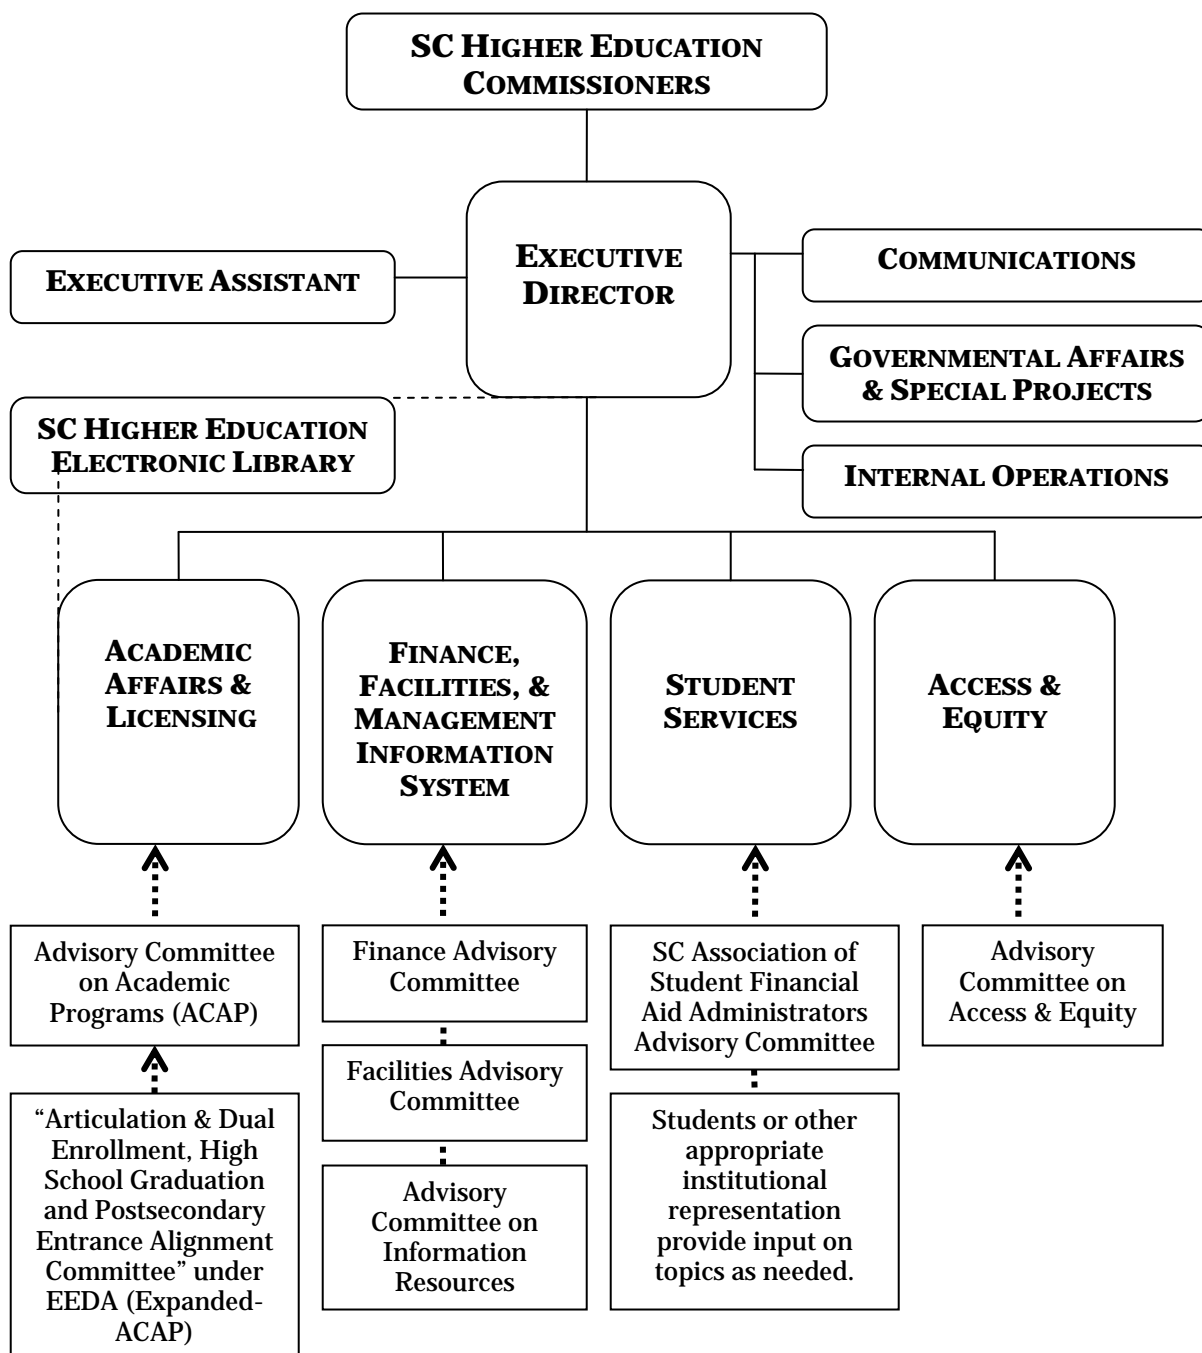 SC HIGHER EDUCATION
COMMISSIONERS
EXECUTIVE
DIRECTOR
EXECUTIVE ASSISTANT
COMMUNICATIONS
GOVERNMENTAL AFFAIRS
& SPECIAL PROJECTS
INTERNAL OPERATIONS
SC HIGHER EDUCATION
ELECTRONIC LIBRARY
ACADEMIC
AFFAIRS &
LICENSING
FINANCE,
FACILITIES, &
MANAGEMENT
INFORMATION
SYSTEM
STUDENT
SERVICES
ACCESS &
EQUITY
Advisory Committee
on Academic
Programs (ACAP)
“Articulation & Dual
Enrollment, High
School Graduation
and Postsecondary
Entrance Alignment
Committee” under
EEDA (Expanded-
ACAP)
Finance Advisory
Committee
Facilities Advisory
Committee
Advisory
Committee on
Information
Resources
SC Association of
Student Financial
Aid Administrators
Advisory Committee
Students or other
appropriate
institutional
representation
provide input on
topics as needed.
Advisory
Committee on
Access & Equity